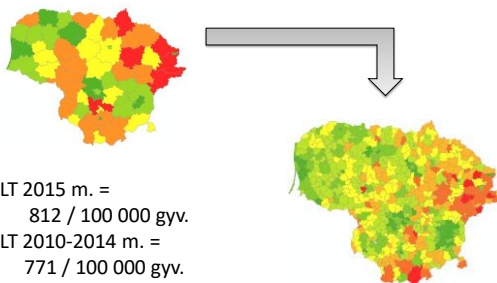 LT 2015 m. =
812 / 100 000 gyv.
LT 2010-2014 m. =
771 / 100 000 gyv.